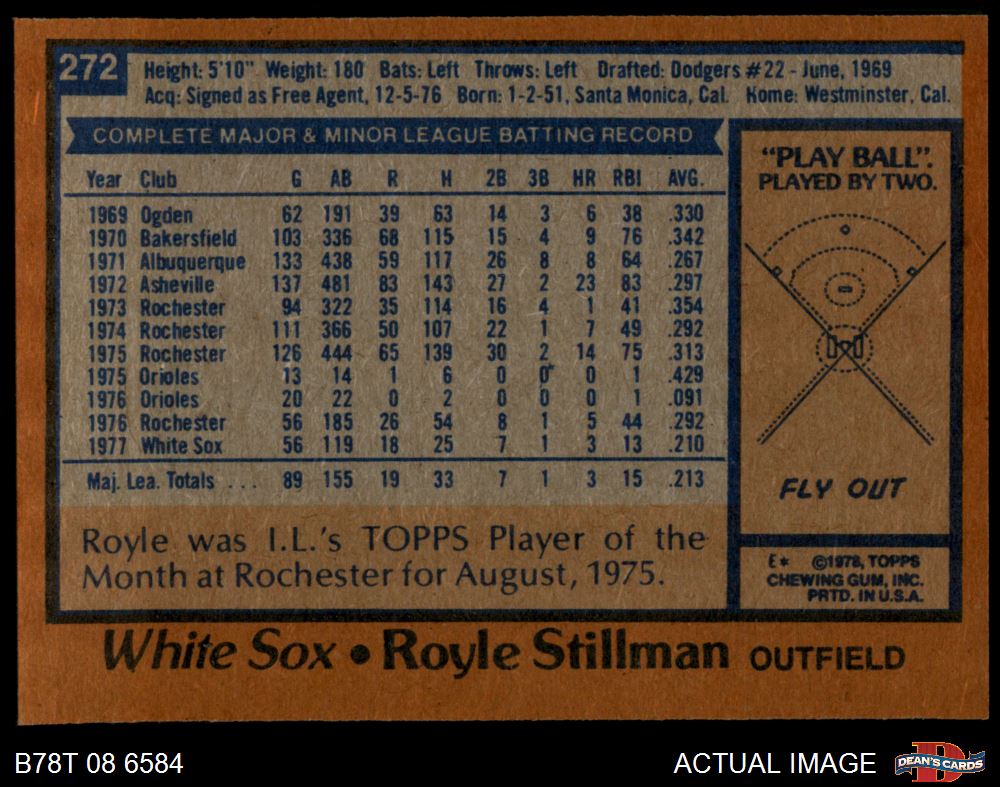 272
Height: 5'10" Weight: 180 Bats: Left Throws: Left Drafted: Dodgers #22 - June, 1969
Acq: Signed as Free Agent, 12-5-76 Born: 1-2-51, Santa Monica, Cal. Home: Westminster, Cal.
COMPLETE MAJOR & MINOR LEAGUE BATTING RECORD
Year Club G AB R H 2B 3B HR RBI AVG.
1969 Ogden 62 191 39 63 14 3 6 38 .330
1970 Bakersfield 103 336 68 115 15 4 9 76 .342
1971 Albuquerque 133 438 59 117 26 8 8 64 .267
1972 Asheville 137 481 83 143 27 2 23 83 .297
1973 Rochester 94 322 35 114 16 4 1 41 .354
1974 Rochester 111 366 50 107 22 1 7 49 .292
1975 Rochester 126 444 65 139 30 2 14 75 .313
1975 Orioles 13 14 1 6 0 0 0 1 .429
1976 Orioles 20 22 0 2 0 0 0 1 .091
1976 Rochester 56 185 26 54 8 1 5 44 .292
1977 White Sox 56 119 18 25 7 1 3 13 .210
Maj. Lea. Totals . . . 89 155 19 33 7 1 3 15 .213
Royle was I.L.'s TOPPS Player of the
Month at Rochester for August, 1975.
"PLAY BALL".
PLAYED BY TWO.
FLY OUT
E* ©1978, TOPPS
CHEWING GUM, INC.
PRTD. IN U.S.A.
White Sox • Royle Stillman OUTFIELD
B78T 08 6584
ACTUAL IMAGE
D
DEAN'S CARDS